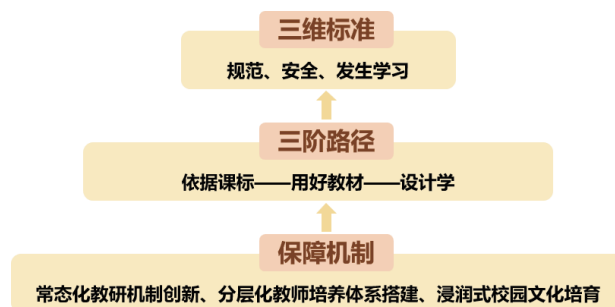 三维标准
规范、安全、发生学习
三阶路径
依据课标——用好教材——设计学
保障机制
常态化教研机制创新、分层化教师培养体系搭建、浸润式校园文化培育